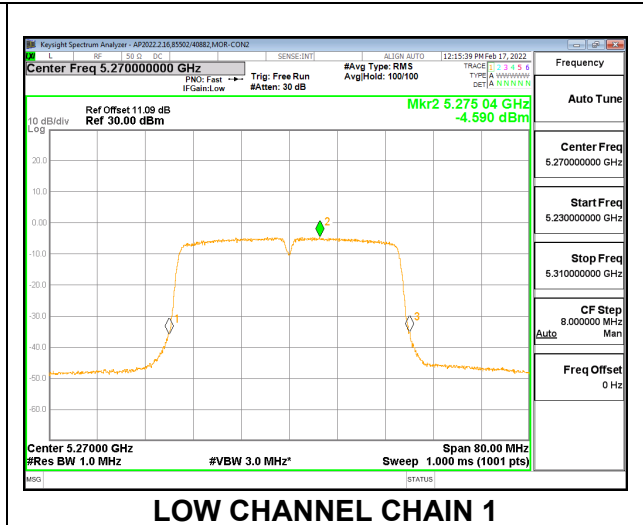 Keysight Spectrum Analyzer - AP2022.2.16,85502/40882,MOR-CON2
L RF 50 Ω DC SENSE:INT ALIGN AUTO 12:15:39 PM Feb 17, 2022
Center Freq 5.270000000 GHz
PNO: Fast
IFGain:Low
Trig: Free Run
#Atten: 30 dB
#Avg Type: RMS
Avg|Hold: 100/100
TRACE 1 2 3 4 5 6
TYPE A WWWWW
DET A N N N N N
Frequency
Auto Tune
Center Freq
5.270000000 GHz
Start Freq
5.230000000 GHz
Stop Freq
5.310000000 GHz
CF Step
8.000000 MHz
Auto Man
Freq Offset
0 Hz
Mkr2 5.275 04 GHz
-4.590 dBm
Ref Offset 11.09 dB
10 dB/div Ref 30.00 dBm
Log
20.0
10.0
0.00
-10.0
-20.0
-30.0
-40.0
-50.0
-60.0
1
2
3
Center 5.27000 GHz Span 80.00 MHz
#Res BW 1.0 MHz #VBW 3.0 MHz* Sweep 1.000 ms (1001 pts)
MSG STATUS
LOW CHANNEL CHAIN 1